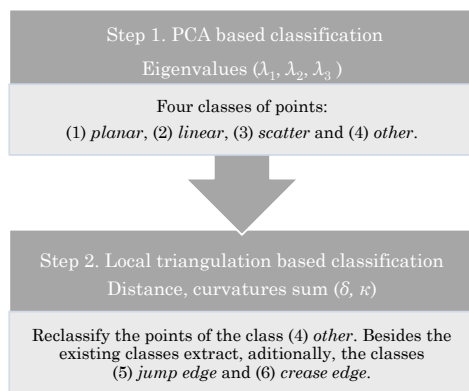 Step 1. PCA based classification
Eigenvalues (λ₁, λ₂, λ₃ )
Four classes of points:
(1) planar, (2) linear, (3) scatter and (4) other.
Step 2. Local triangulation based classification
Distance, curvatures sum (δ, κ)
Reclassify the points of the class (4) other. Besides the
existing classes extract, aditionally, the classes
(5) jump edge and (6) crease edge.